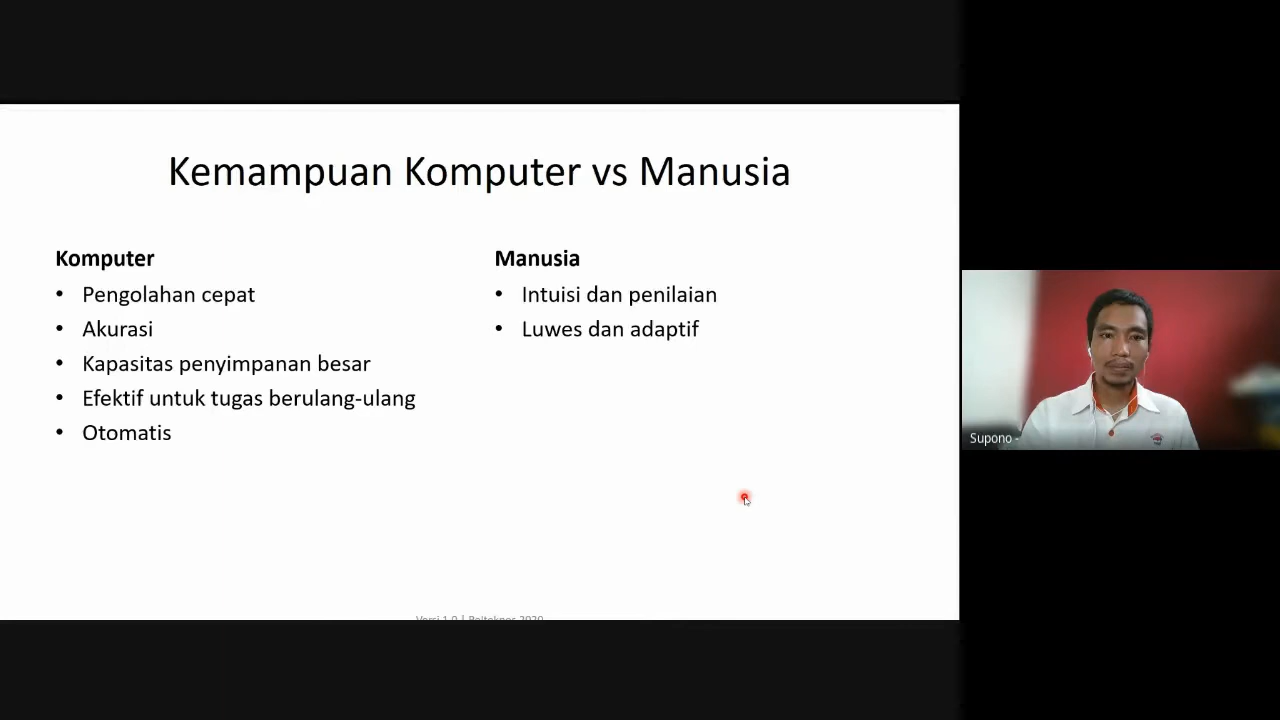 Kemampuan Komputer vs Manusia
Komputer
• Pengolahan cepat
• Akurasi
• Kapasitas penyimpanan besar
• Efektif untuk tugas berulang-ulang
• Otomatis
Manusia
• Intuisi dan penilaian
• Luwes dan adaptif
Supono -